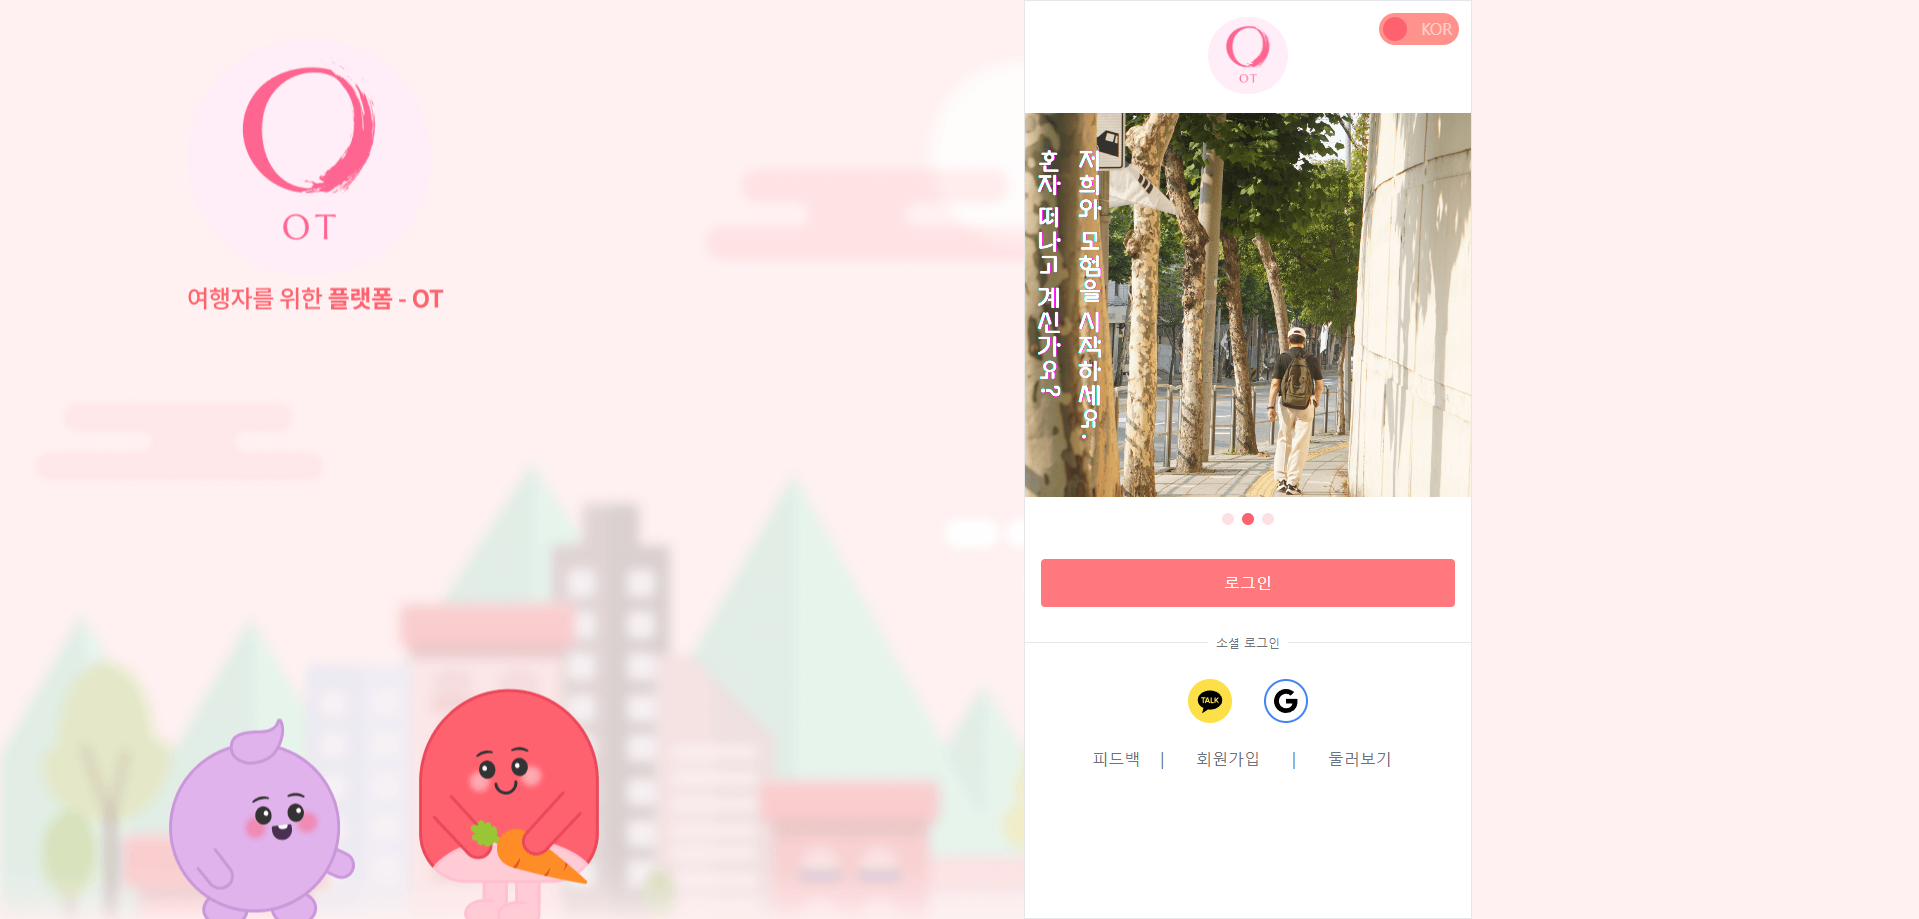 OT
여행자를 위한 플랫폼 - OT
OT
KOR
혼자 떠나고 계신가요?
저희와 모험을 시작하세요.
로그인
소셜 로그인
TALK
G
피드백 | 회원가입 | 둘러보기